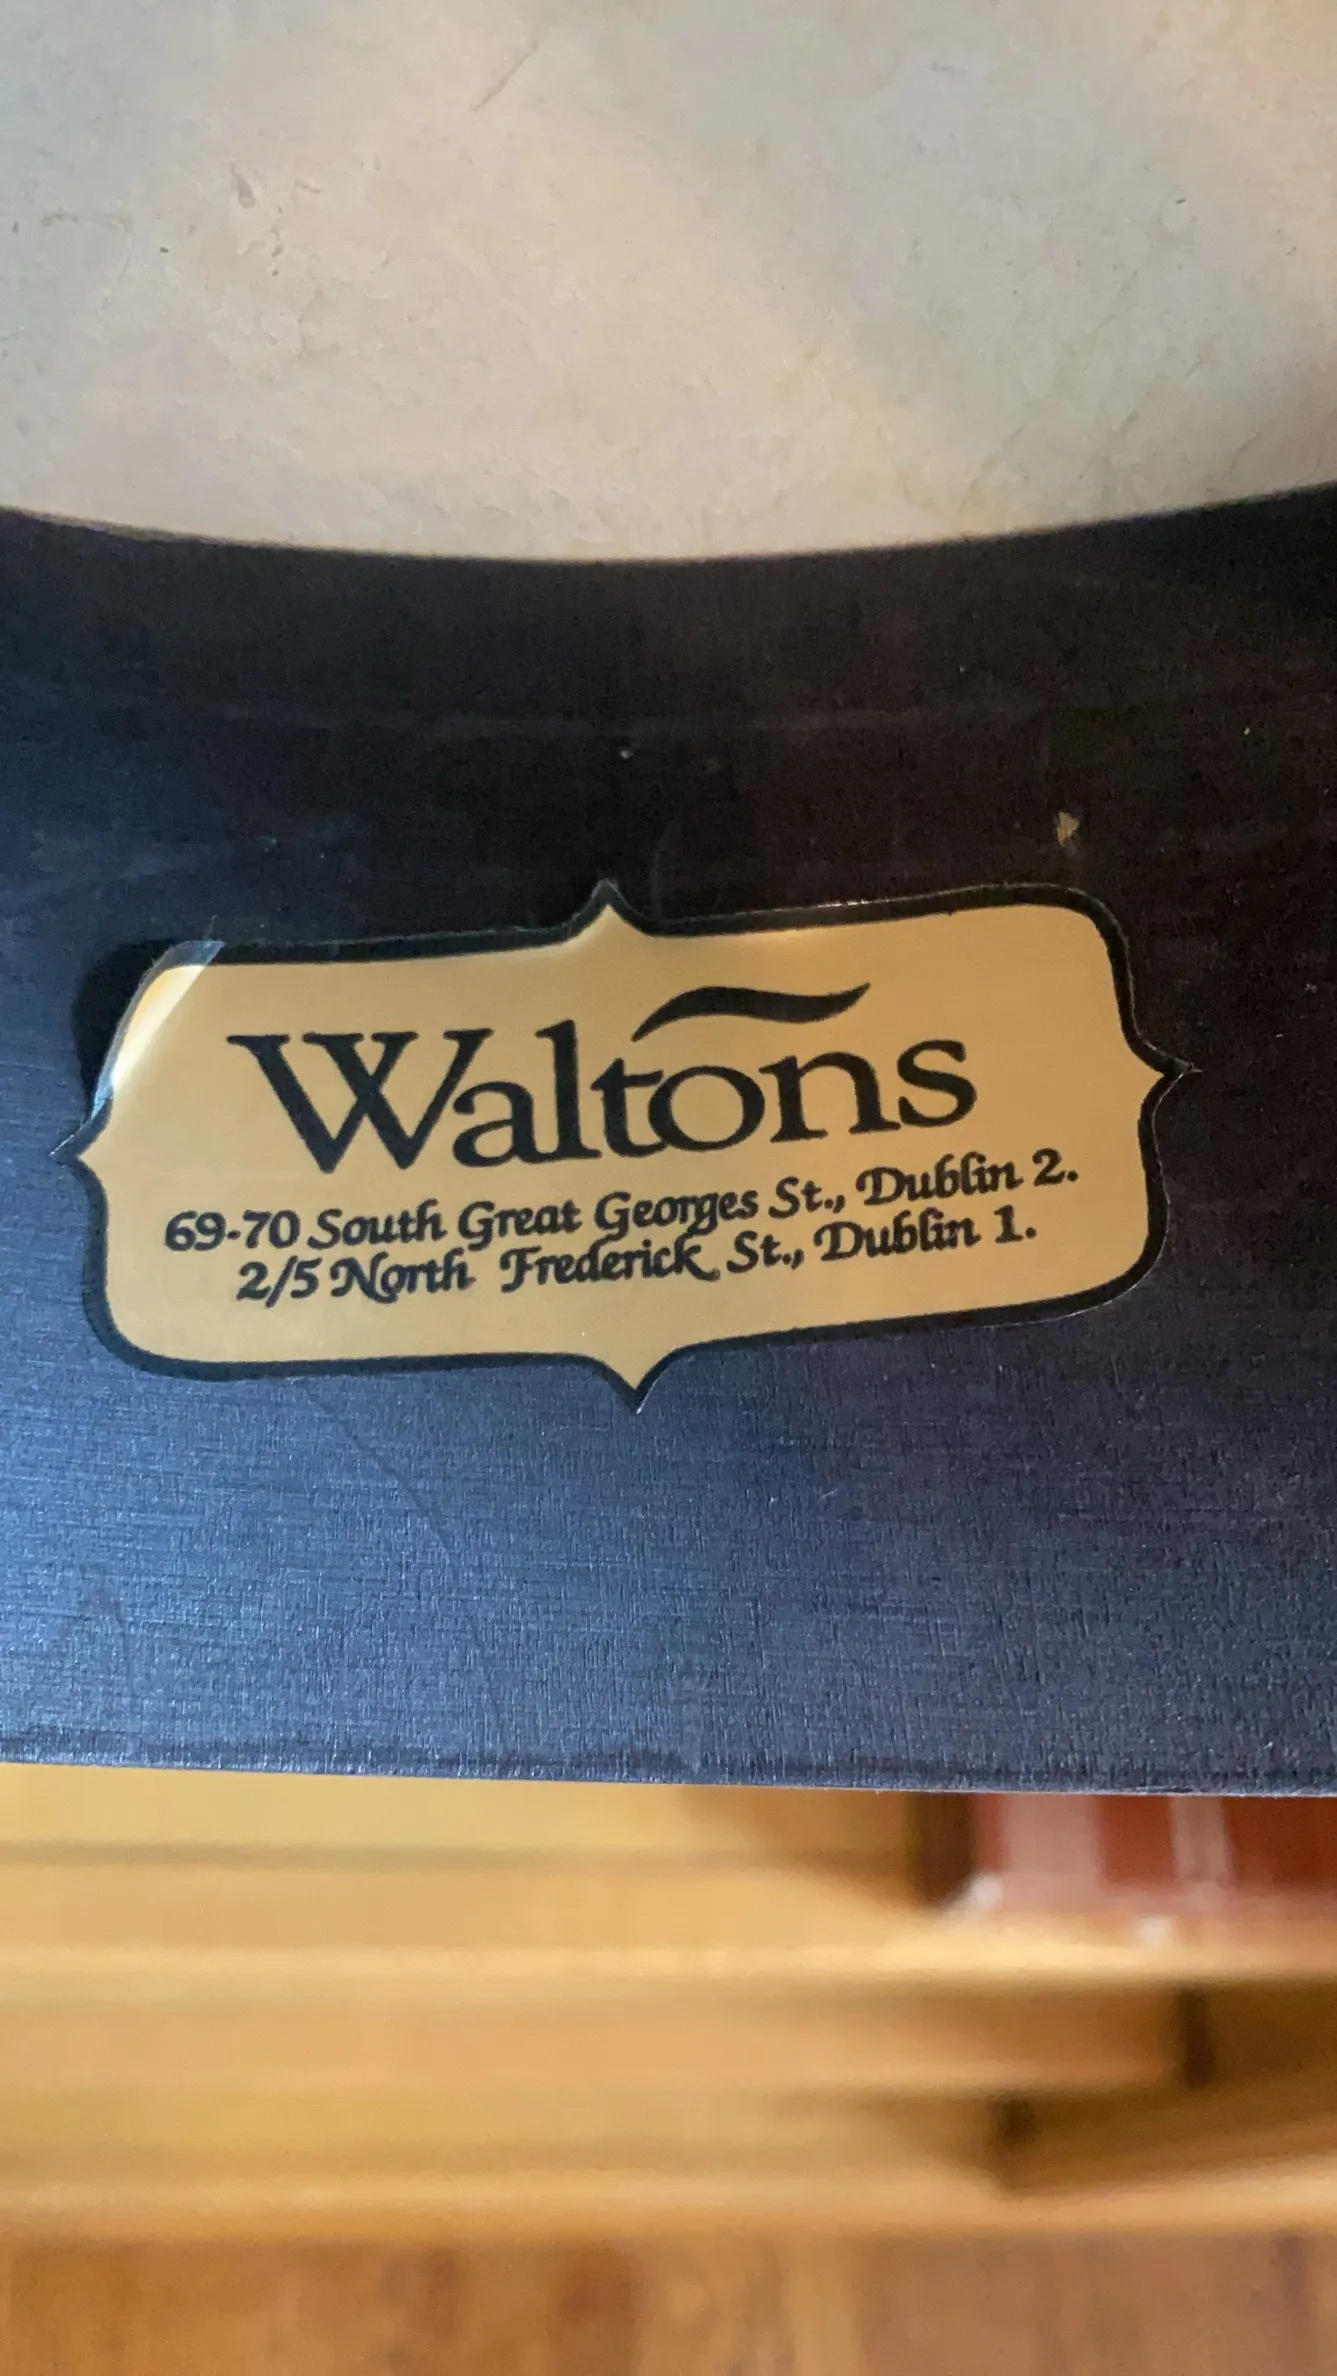 Waltons
69-70 South Great Georges St., Dublin 2.
2/5 North Frederick St., Dublin 1.